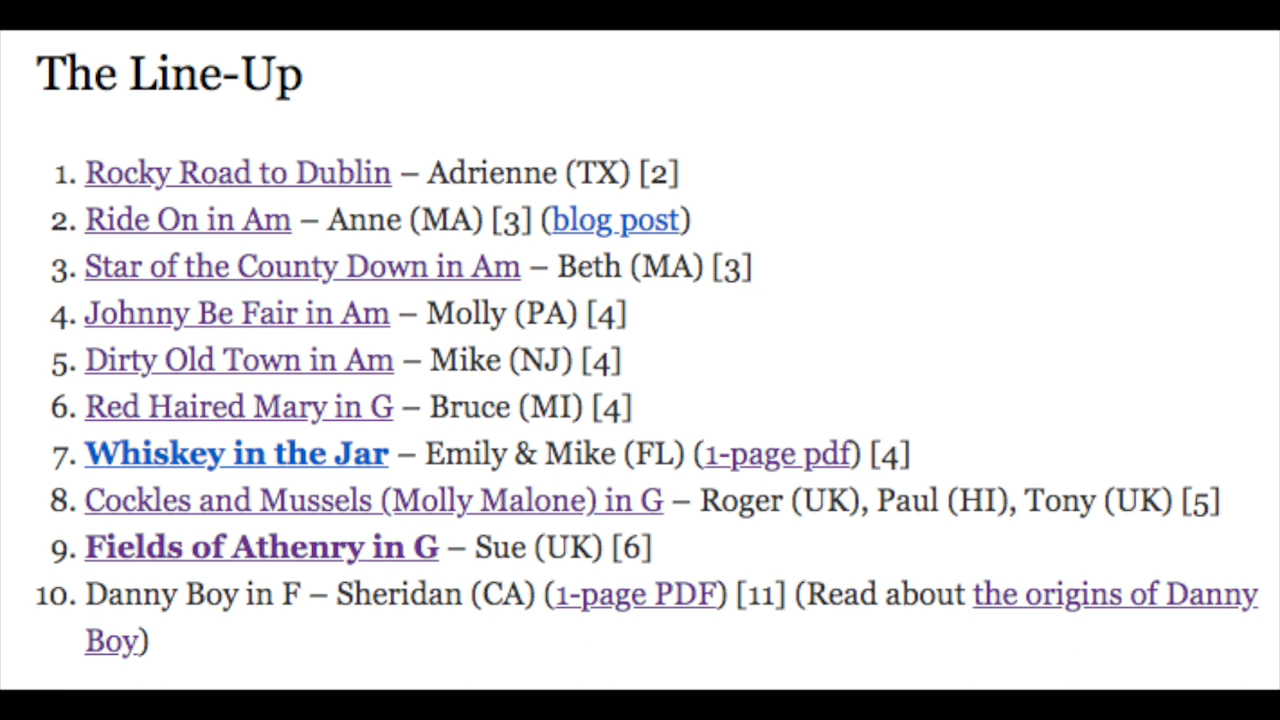 The Line-Up
1. Rocky Road to Dublin – Adrienne (TX) [2]
2. Ride On in Am – Anne (MA) [3] (blog post)
3. Star of the County Down in Am – Beth (MA) [3]
4. Johnny Be Fair in Am – Molly (PA) [4]
5. Dirty Old Town in Am – Mike (NJ) [4]
6. Red Haired Mary in G – Bruce (MI) [4]
7. Whiskey in the Jar – Emily & Mike (FL) (1-page pdf) [4]
8. Cockles and Mussels (Molly Malone) in G – Roger (UK), Paul (HI), Tony (UK) [5]
9. Fields of Athenry in G – Sue (UK) [6]
10. Danny Boy in F – Sheridan (CA) (1-page PDF) [11] (Read about the origins of Danny
Boy)